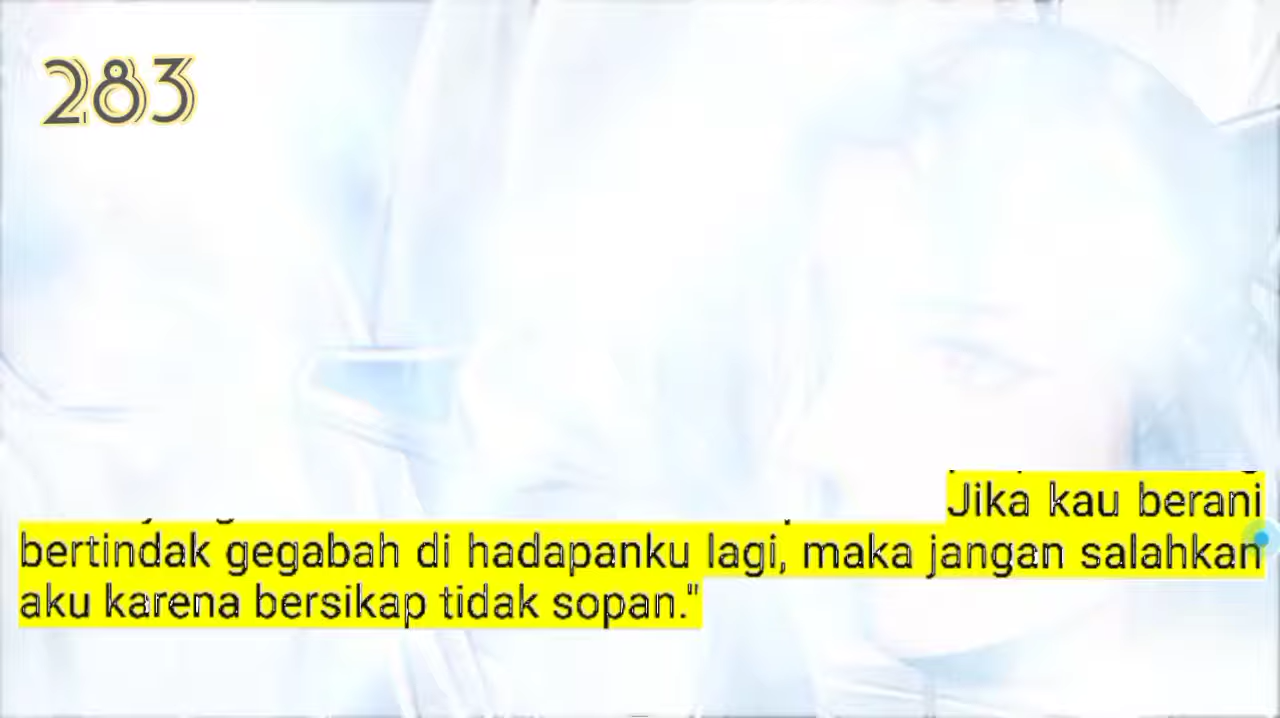 283
Jika kau berani
bertindak gegabah di hadapanku lagi, maka jangan salahkan
aku karena bersikap tidak sopan."